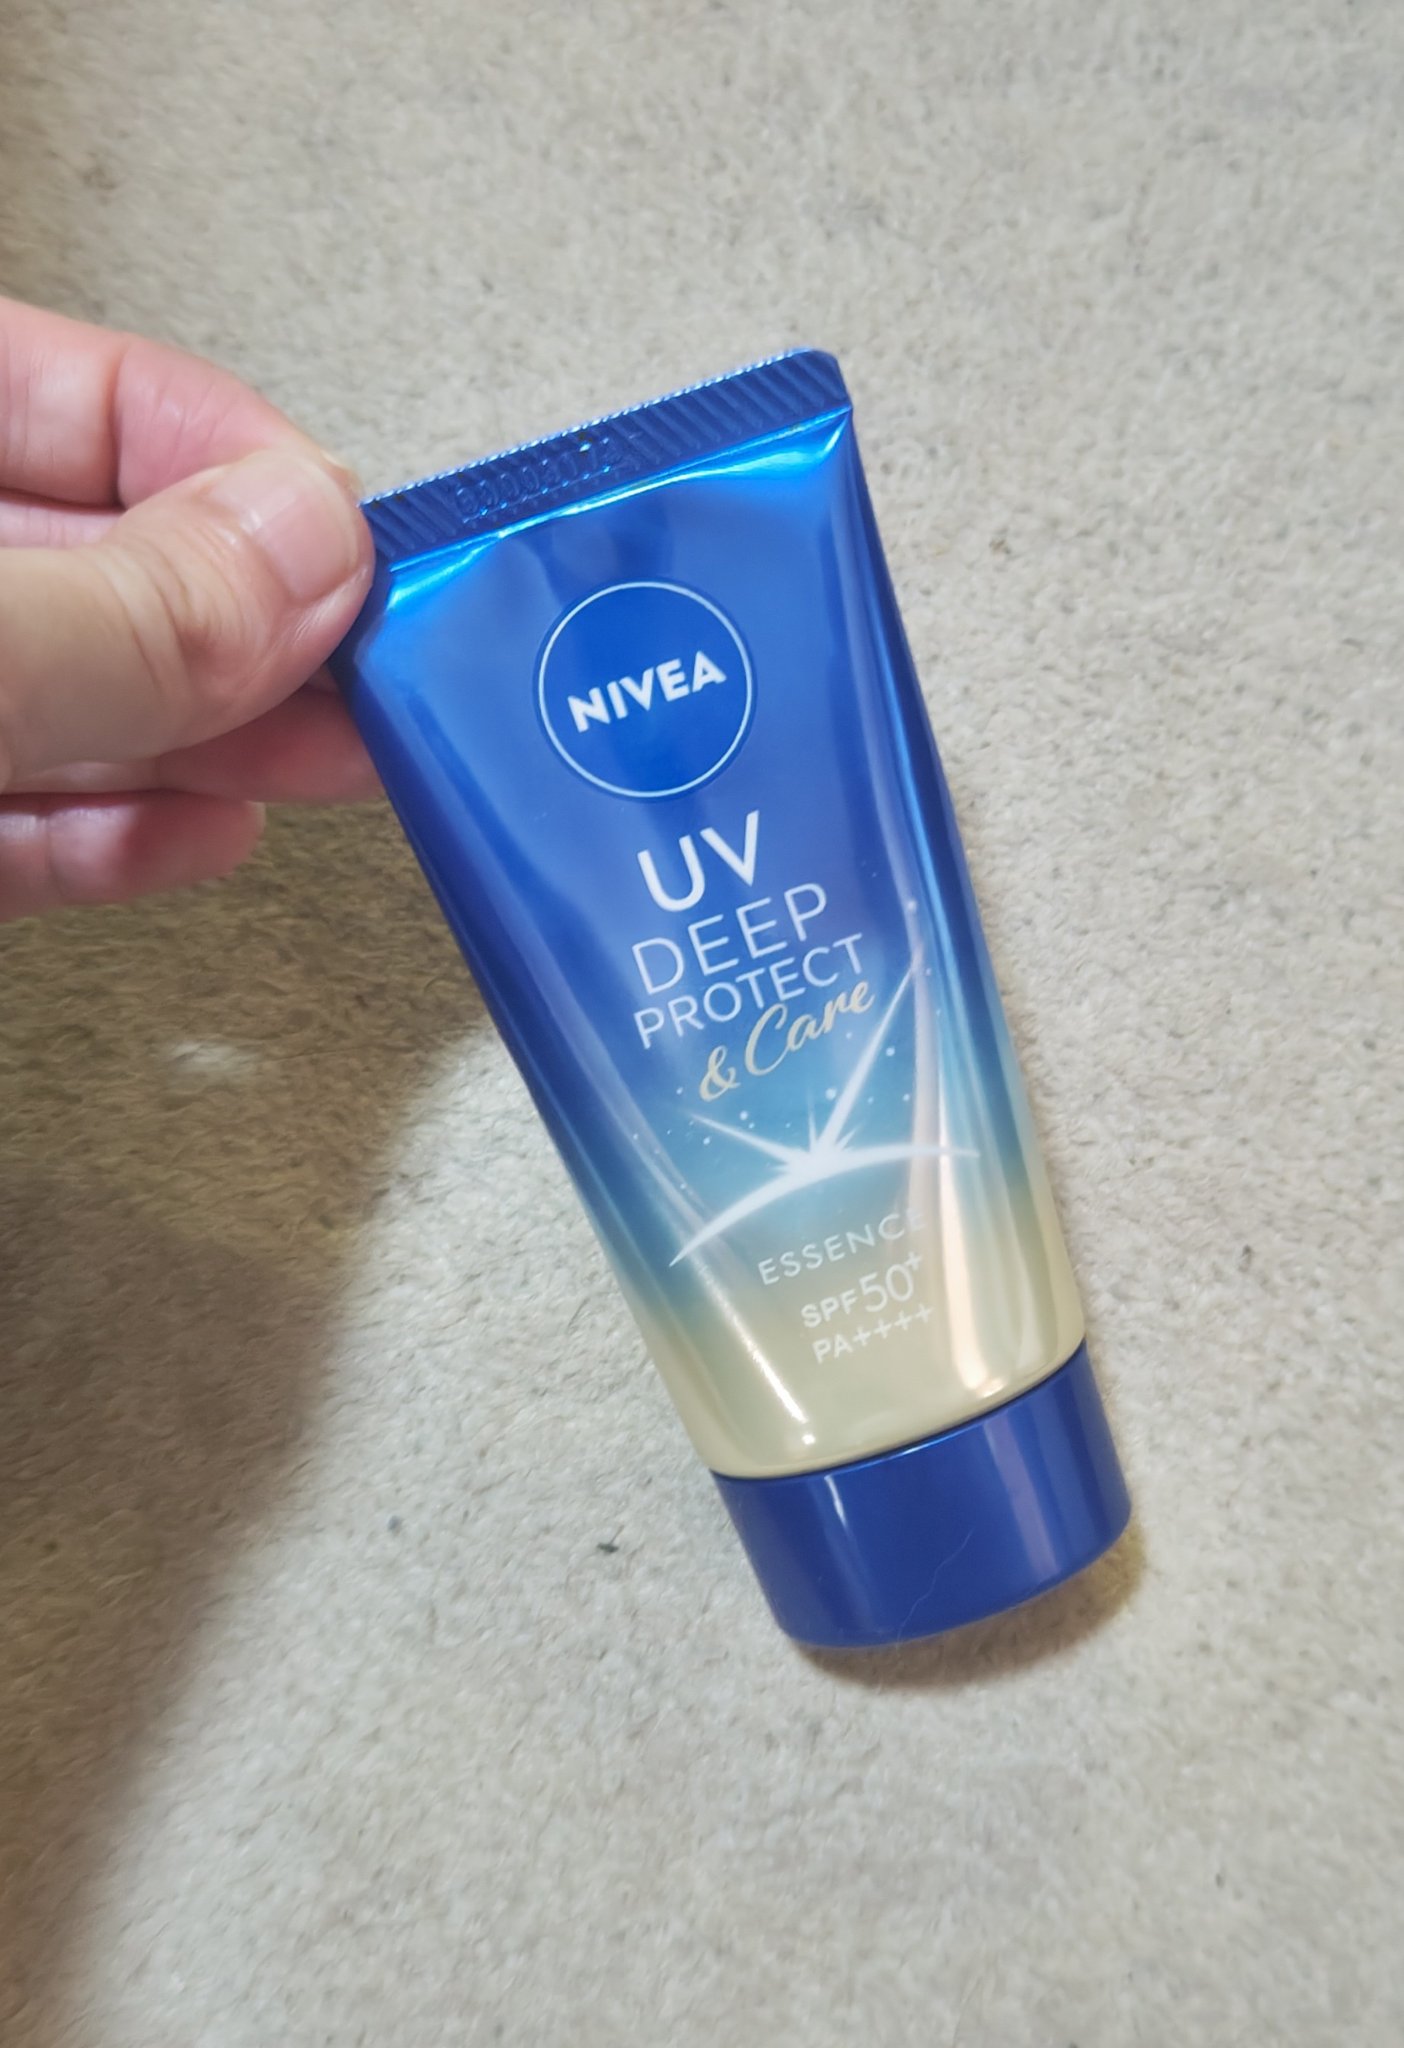 NIVEA
UV
DEEP
PROTECT
& Care
ESSENCE
SPF50+
PA++++